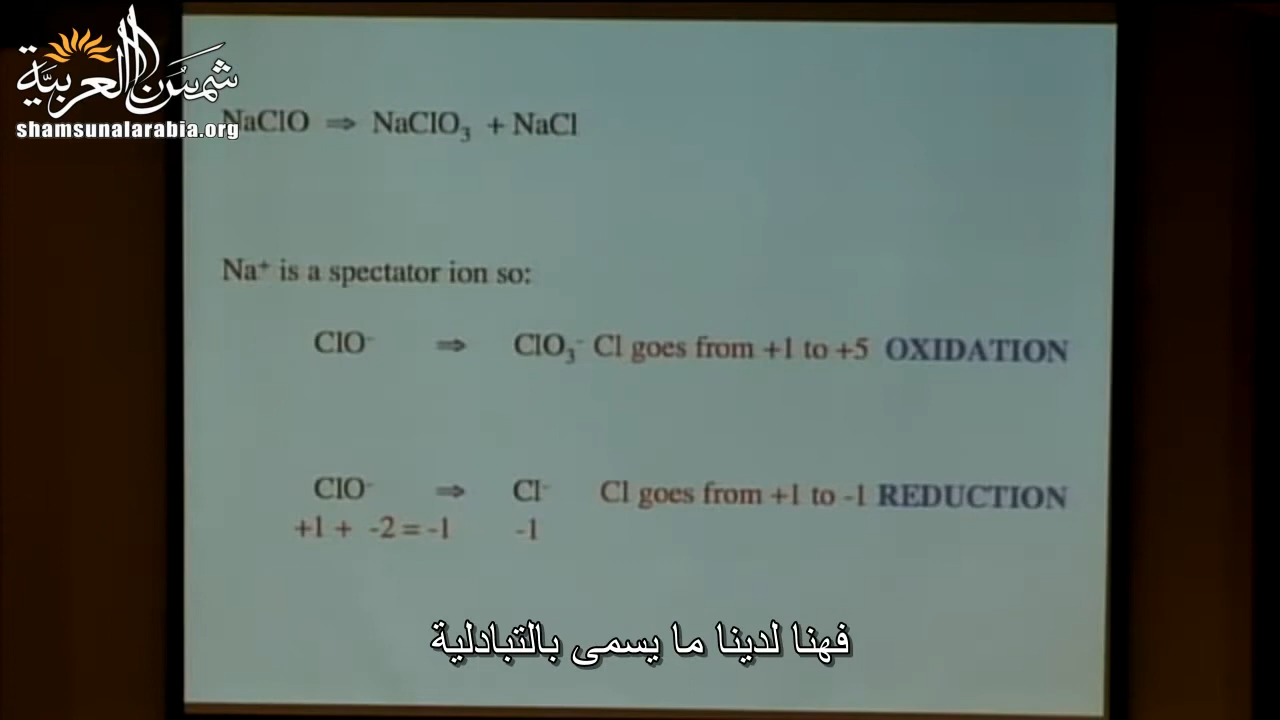 شمس العربية
shamsunalarabia.org
NaClO ⇒ NaClO₃ + NaCl
Na⁺ is a spectator ion so:
ClO⁻ ⇒ ClO₃⁻ Cl goes from +1 to +5 OXIDATION
ClO⁻ ⇒ Cl⁻ Cl goes from +1 to -1 REDUCTION
+1 + -2 = -1 -1
فهنا لدينا ما يسمى بالتبادلية